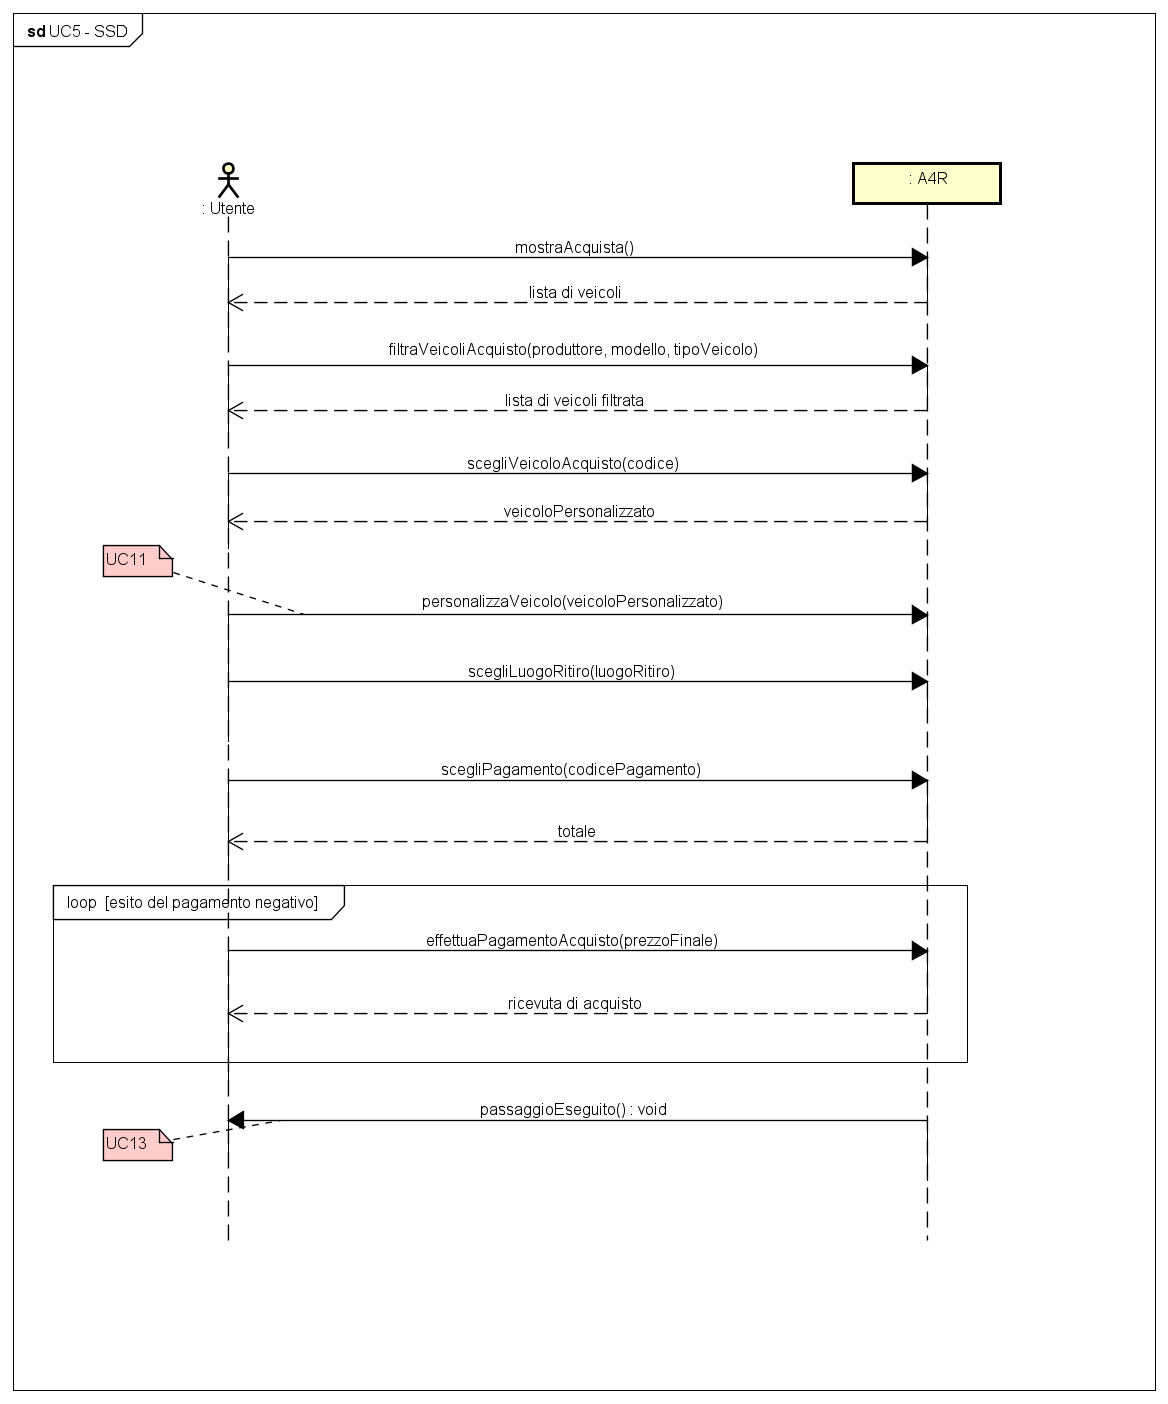 sd UC5 - SSD
: Utente
: A4R
mostraAcquista()
lista di veicoli
filtraVeicoliAcquisto(produttore, modello, tipoVeicolo)
lista di veicoli filtrata
scegliVeicoloAcquisto(codice)
veicoloPersonalizzato
UC11
personalizzaVeicolo(veicoloPersonalizzato)
scegliLuogoRitiro(luogoRitiro)
scegliPagamento(codicePagamento)
totale
loop [esito del pagamento negativo]
effettuaPagamentoAcquisto(prezzoFinale)
ricevuta di acquisto
passaggioEseguito() : void
UC13